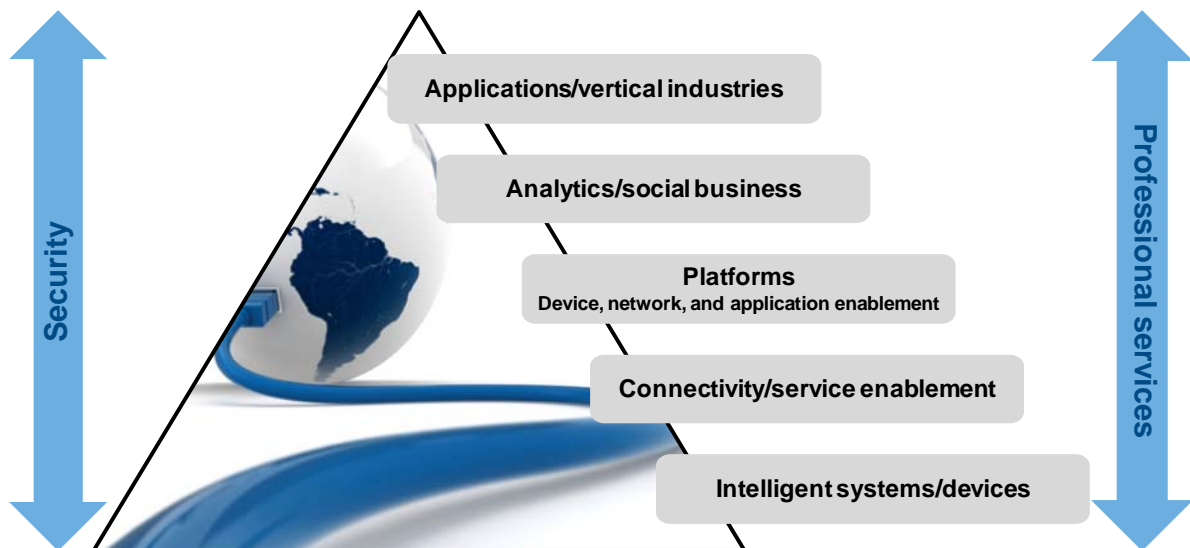 Security
Applications/vertical industries
Analytics/social business
Platforms
Device, network, and application enablement
Connectivity/service enablement
Intelligent systems/devices
Professional services